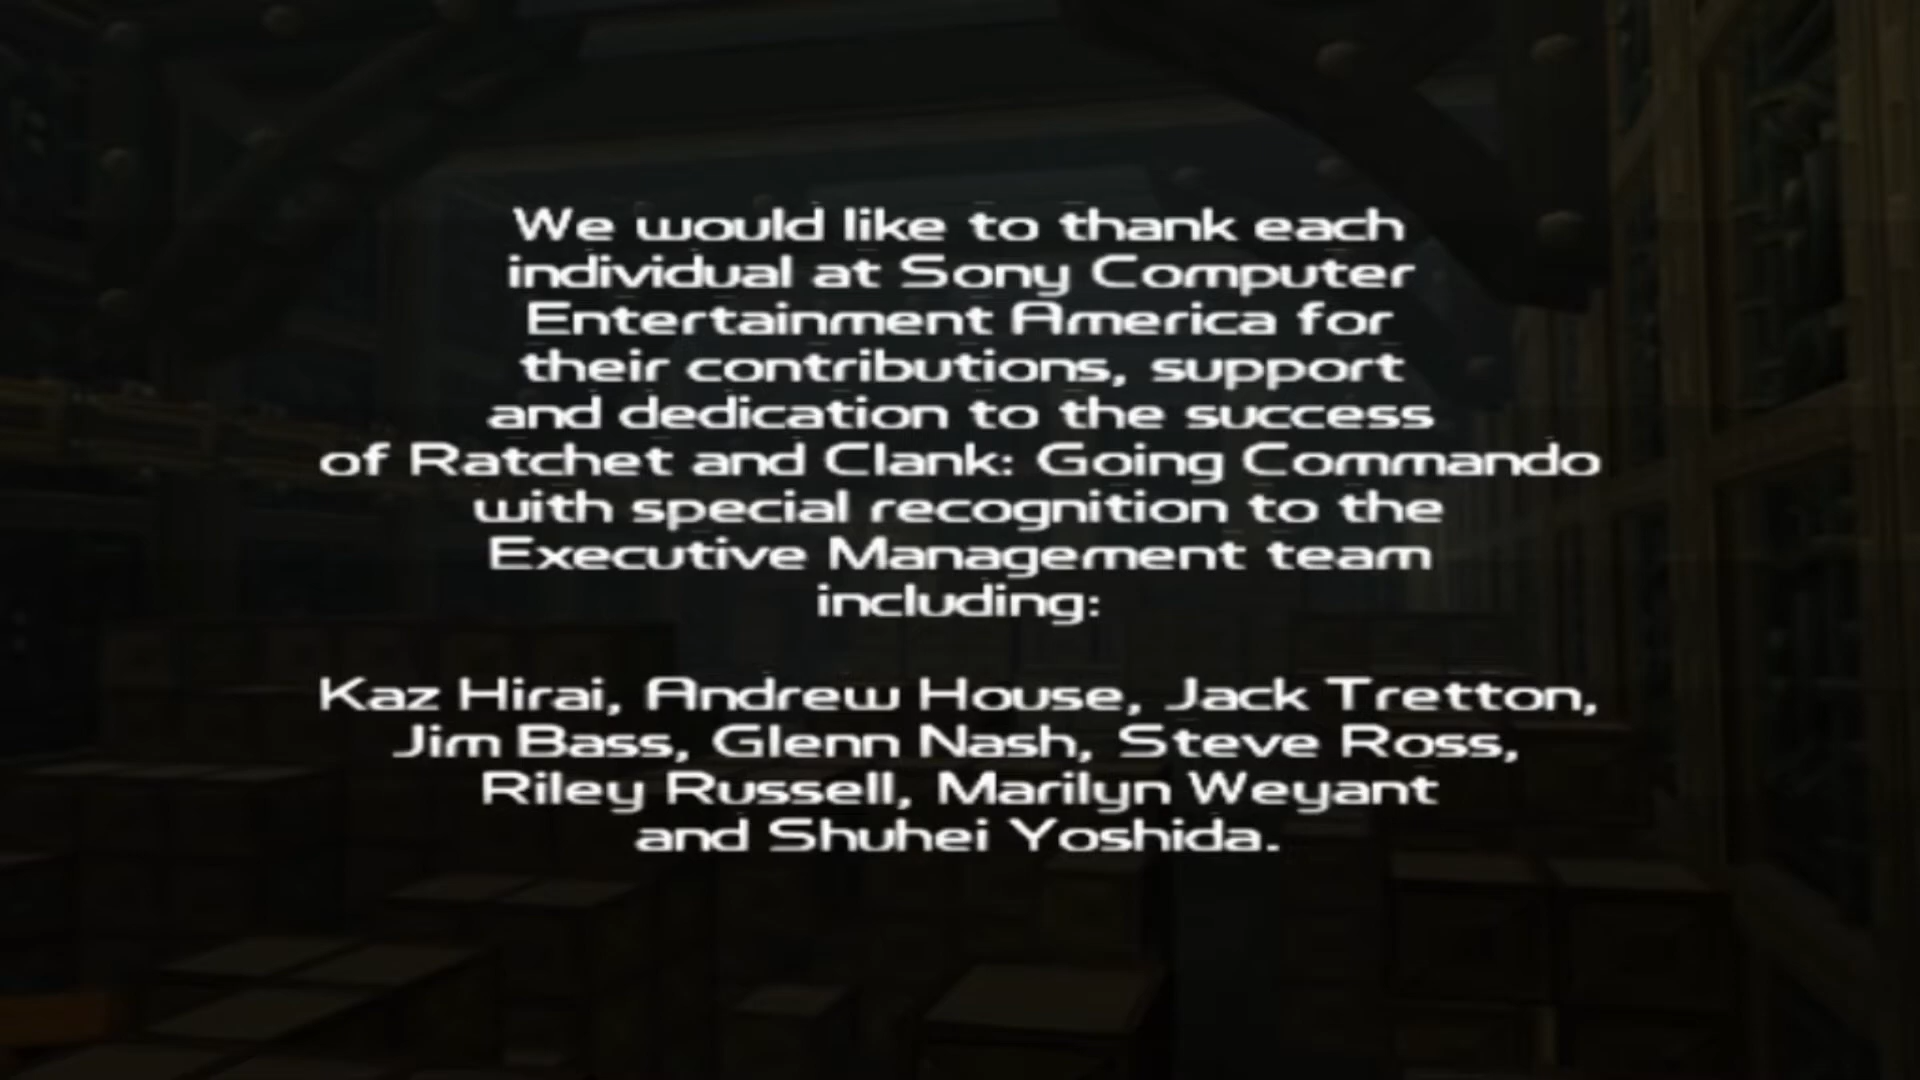 We would like to thank each
individual at Sony Computer
Entertainment America for
their contributions, support
and dedication to the success
of Ratchet and Clank: Going Commando
with special recognition to the
Executive Management team
including:
Kaz Hirai, Andrew House, Jack Tretton,
Jim Bass, Glenn Nash, Steve Ross,
Riley Russell, Marilyn Weyant
and Shuhei Yoshida.